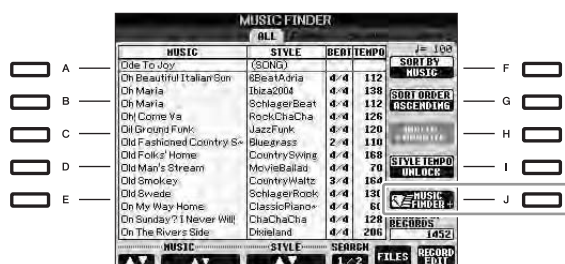 MUSIC FINDER
ALL
MUSIC STYLE BEAT TEMPO
♩= 100
Ode To Joy (SONG)
Oh Beautiful Italian Sun 6BeatAdria 4/4 112
Oh Maria Ibiza2004 4/4 138
Oh Maria SchlagerBeat 4/4 112
Oh! Come Va RockChaCha 4/4 126
Oil Ground Funk JazzFunk 4/4 120
Old Fashioned Country S~ Bluegrass 2/4 110
Old Folks' Home CountrySwing 4/4 168
Old Man's Stream MovieBallad 4/4 70
Old Smokey CountryWaltz 3/4 164
Old Swede SchlagerRock 4/4
On My Way Home ClassicPiano~ 4/4
On Sunday? I Never Will! ChaChaCha 4/4 128
On The Rivers Side Dixieland 4/4 206
SORT BY
MUSIC
SORT ORDER
ASCENDING
STYLE TEMPO
UNLOCK
MUSIC
FINDER+
RECORDS
1452
MUSIC STYLE SEARCH
1/2 FILES RECORD
EDIT
A
B
C
D
E
F
G
H
I
J